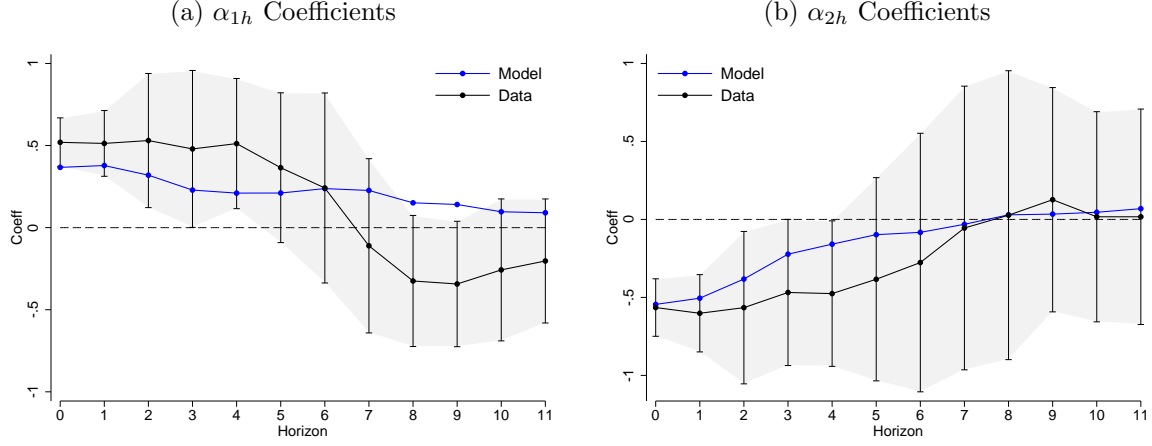 (a) α₁ₕ Coefficients
Model
Data
Coeff
1
.5
0
-.5
-1
0 1 2 3 4 5 6 7 8 9 10 11
Horizon
(b) α₂ₕ Coefficients
Model
Data
Coeff
1
.5
0
-.5
-1
0 1 2 3 4 5 6 7 8 9 10 11
Horizon